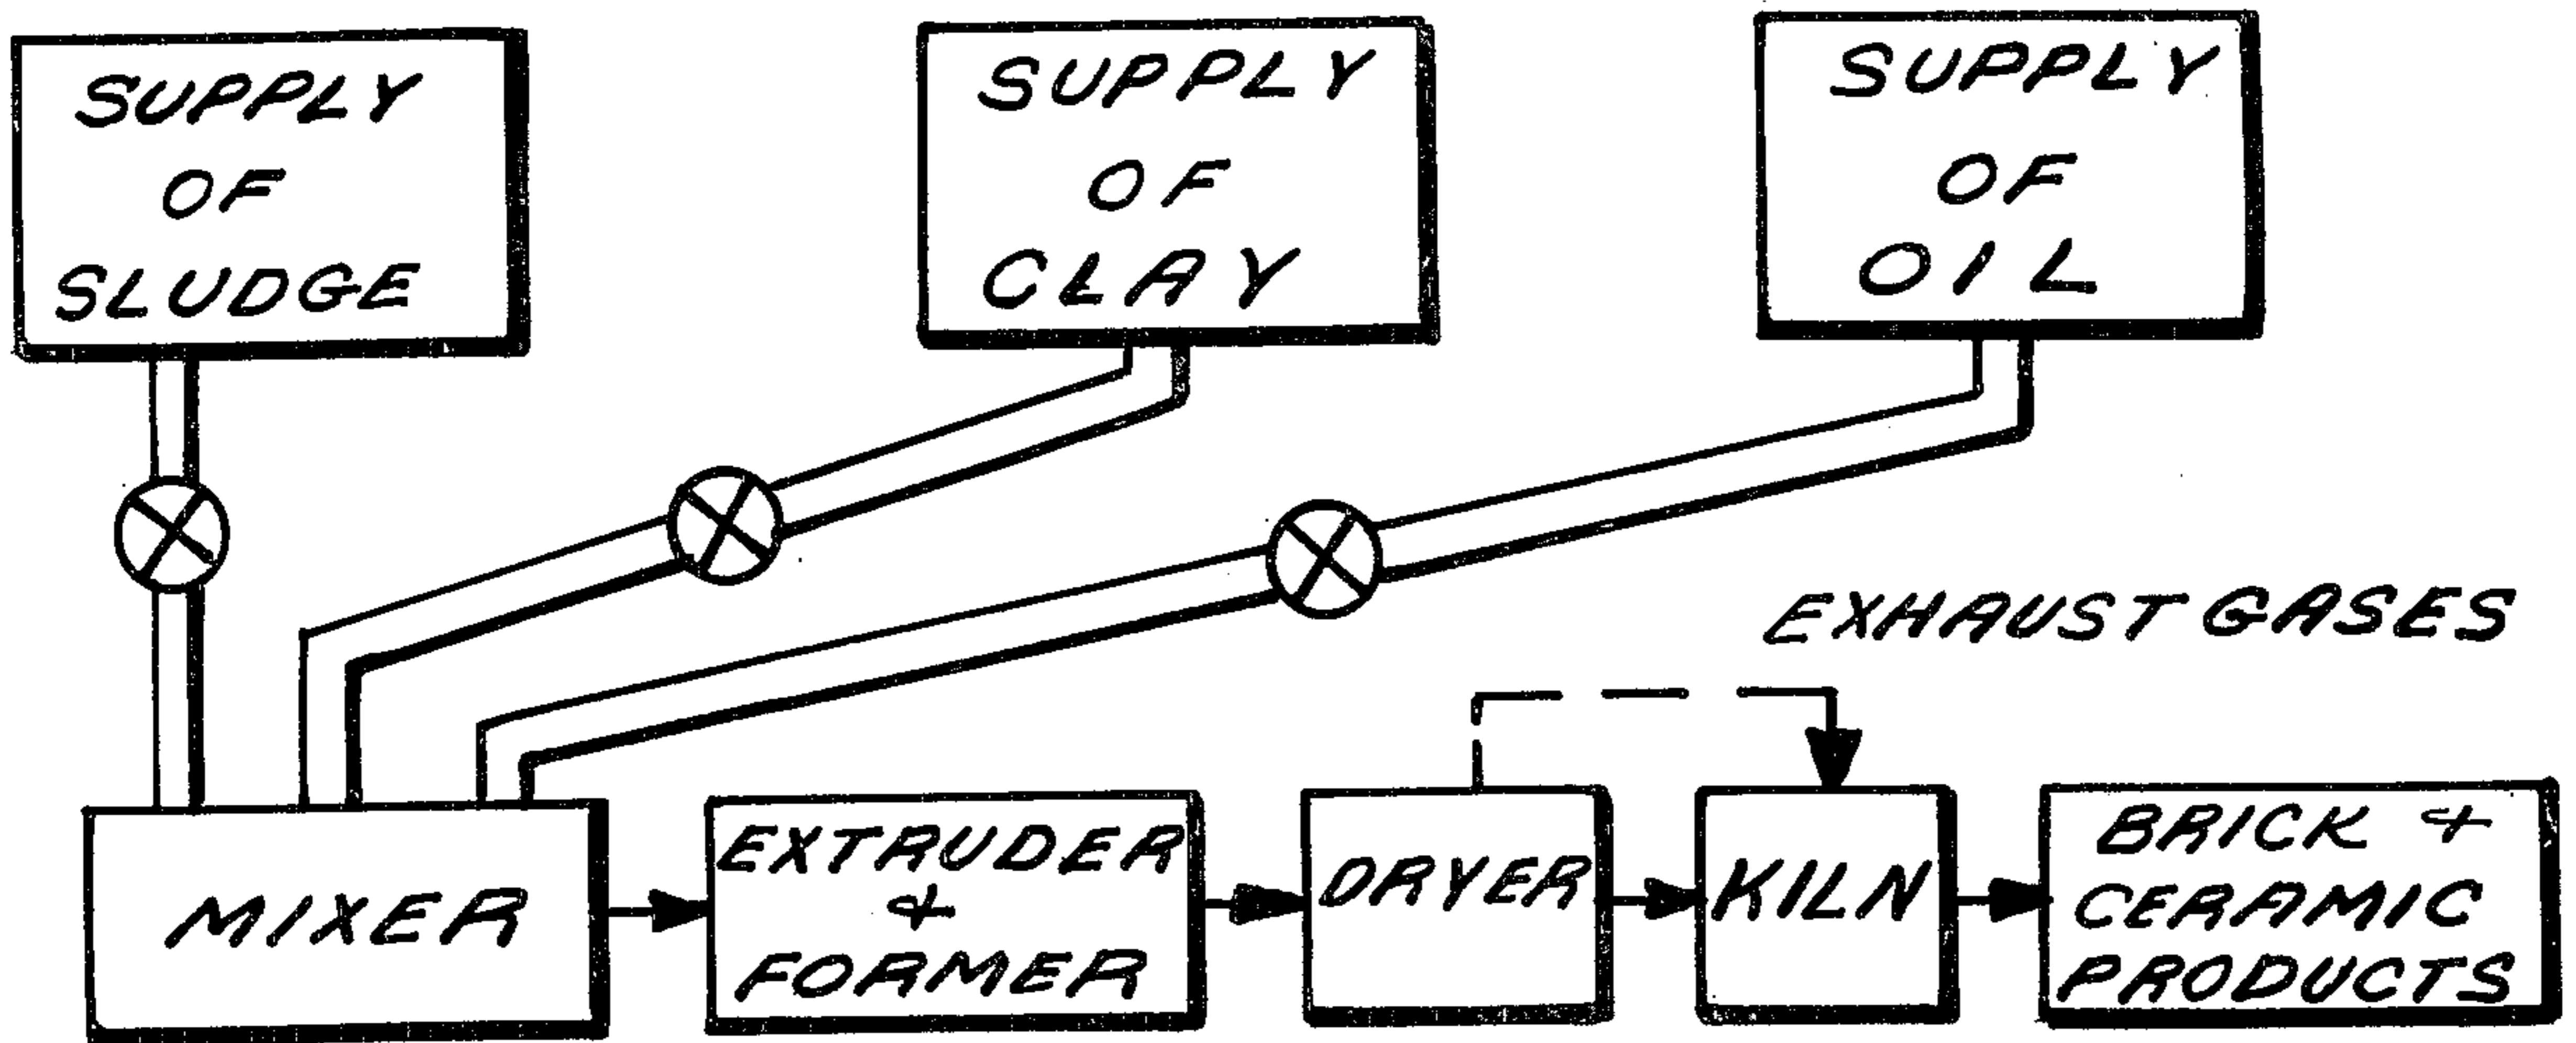 SUPPLY
OF
SLUDGE
SUPPLY
OF
CLAY
SUPPLY
OF
OIL
EXHAUST GASES
MIXER
EXTRUDER
&
FORMER
DRYER
KILN
BRICK &
CERAMIC
PRODUCTS